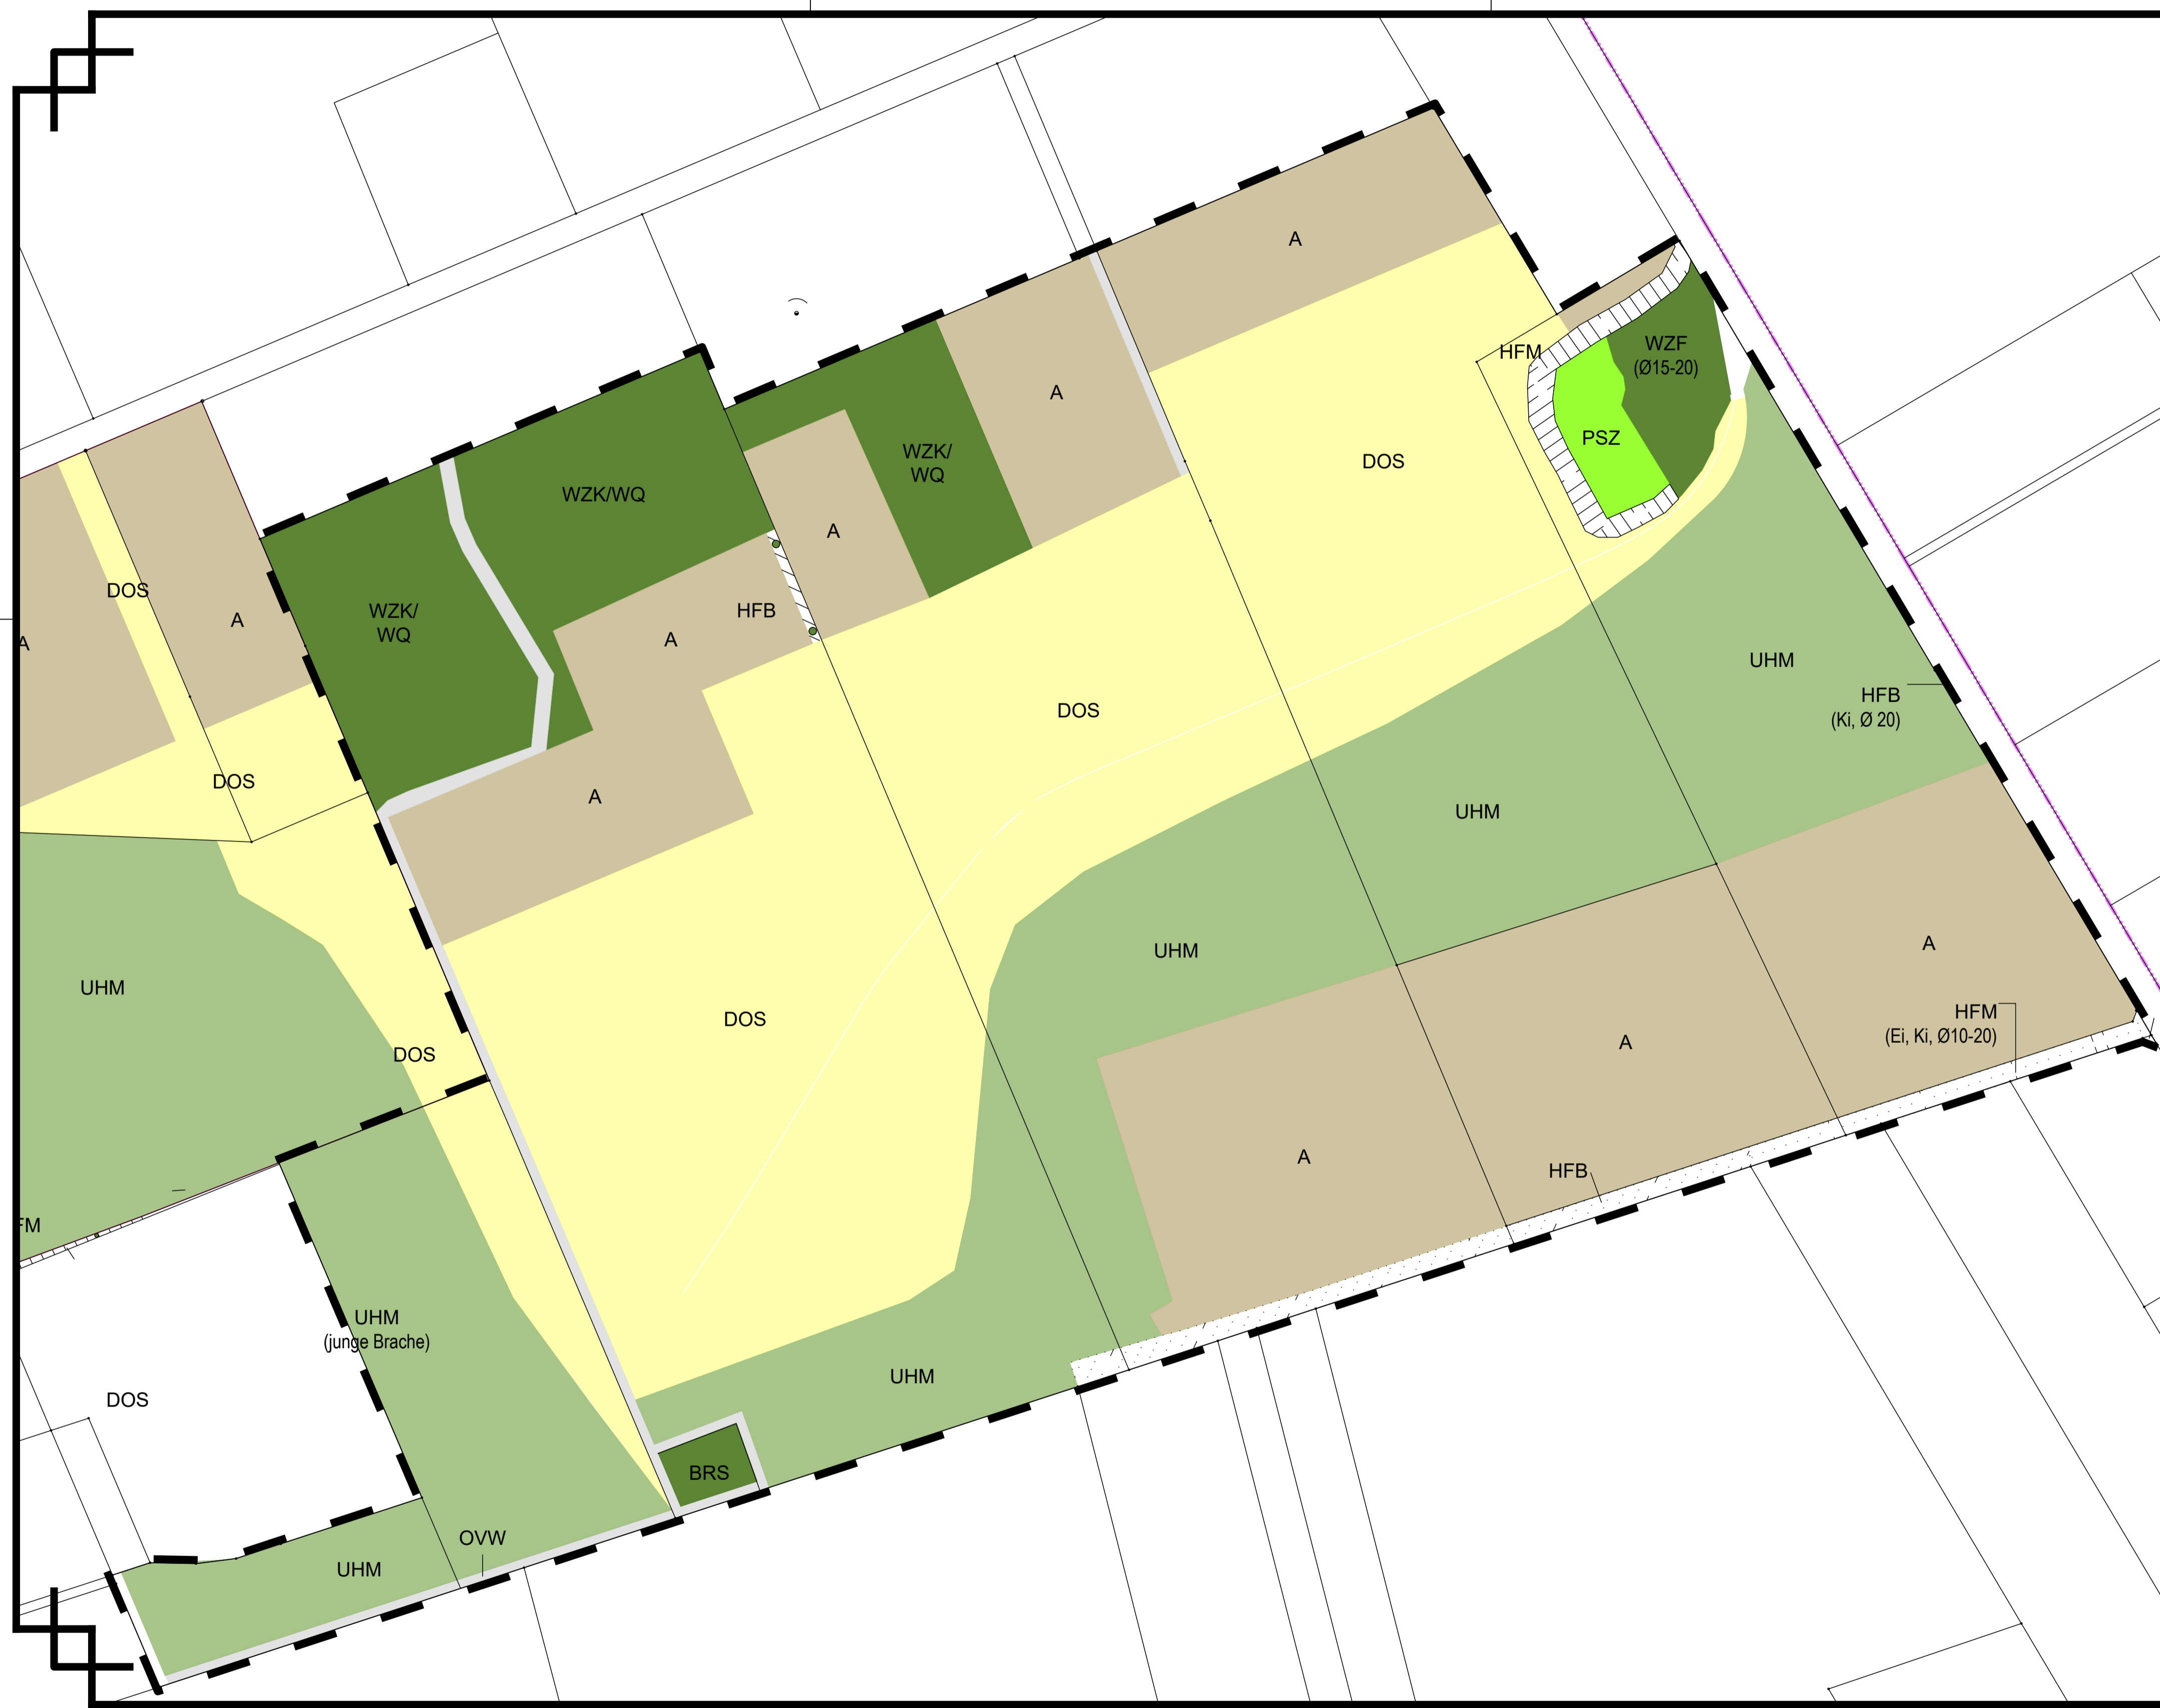 A
HFM
WZF
(Ø15-20)
A
PSZ
WZK/
WQ
DOS
WZK/WQ
A
DOS
WZK/
WQ
HFB
A
A
A
UHM
HFB
(Ki, Ø 20)
DOS
DOS
A
UHM
A
UHM
UHM
DOS
HFM
(Ei, Ki, Ø10-20)
DOS
A
A
HFB
FM
UHM
(junge Brache)
UHM
DOS
BRS
OVW
UHM